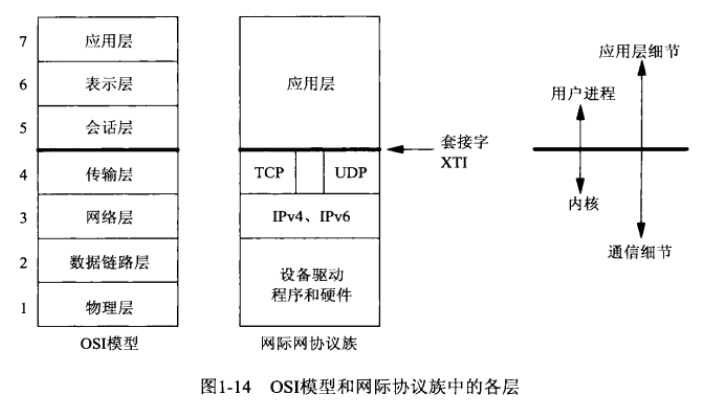 7 应用层
6 表示层
5 会话层
4 传输层
3 网络层
2 数据链路层
1 物理层
OSI模型
应用层
TCP UDP
IPv4、IPv6
设备驱动
程序和硬件
网际网协议族
套接字
XTI
应用层细节
用户进程
内核
通信细节
图1-14 OSI模型和网际协议族中的各层